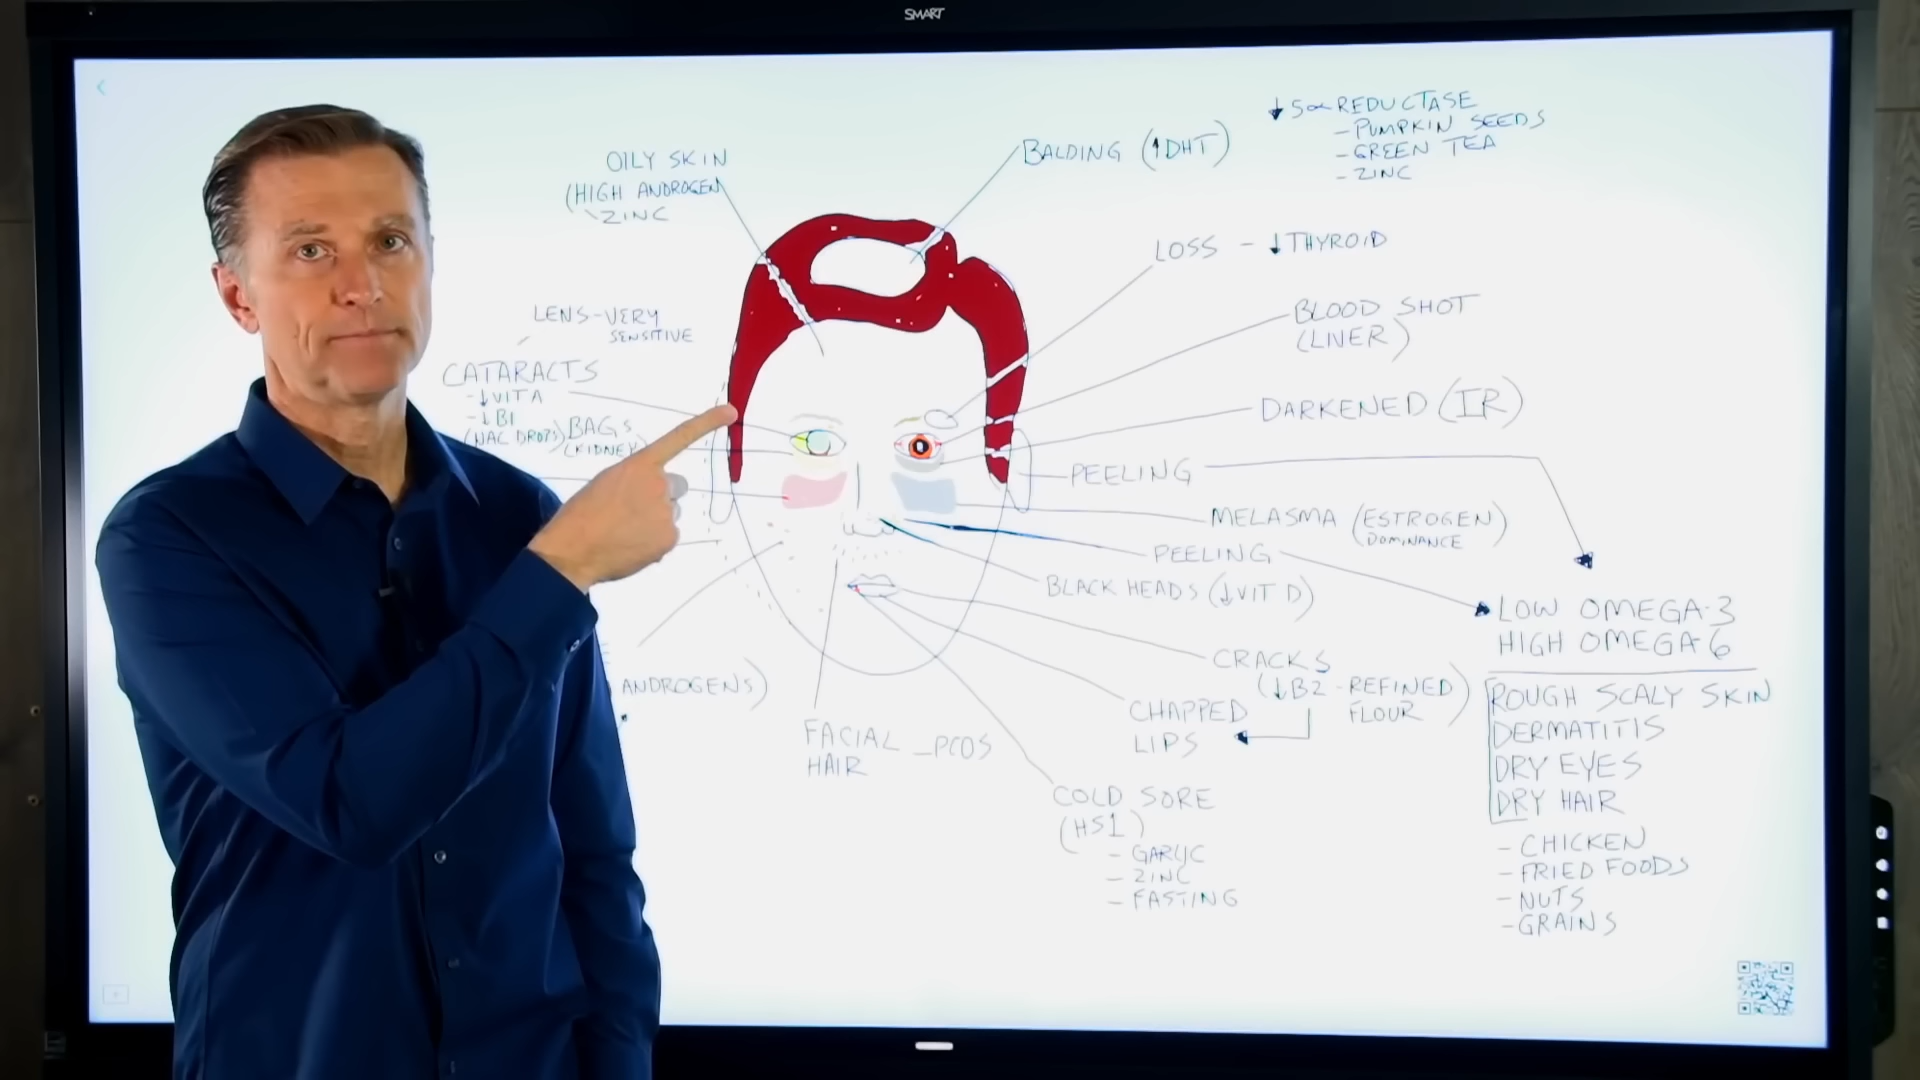 SMART
↓5∝REDUCTASE
-PUMPKIN SEEDS
-GREEN TEA
-ZINC
BALDING (↑DHT)
OILY SKIN
(HIGH ANDROGEN
ZINC
LOSS - ↓THYROID
LENS-VERY
SENSITIVE
BLOOD SHOT
(LIVER)
CATARACTS
-↓VIT A
-↓B1
(NAC DROPS)
BAGS
(KIDNEY)
DARKENED (IR)
PEELING
MELASMA (ESTROGEN)
DOMINANCE
PEELING
BLACK HEADS (↓VIT D)
LOW OMEGA-3
HIGH OMEGA-6
CRACKS
(↓B2-REFINED
FLOUR)
ANDROGENS)
CHAPPED
LIPS
FACIAL -PCOS
HAIR
ROUGH SCALY SKIN
DERMATITIS
DRY EYES
DRY HAIR
-CHICKEN
-FRIED FOODS
-NUTS
-GRAINS
COLD SORE
(HS1)
-GARLIC
-ZINC
-FASTING